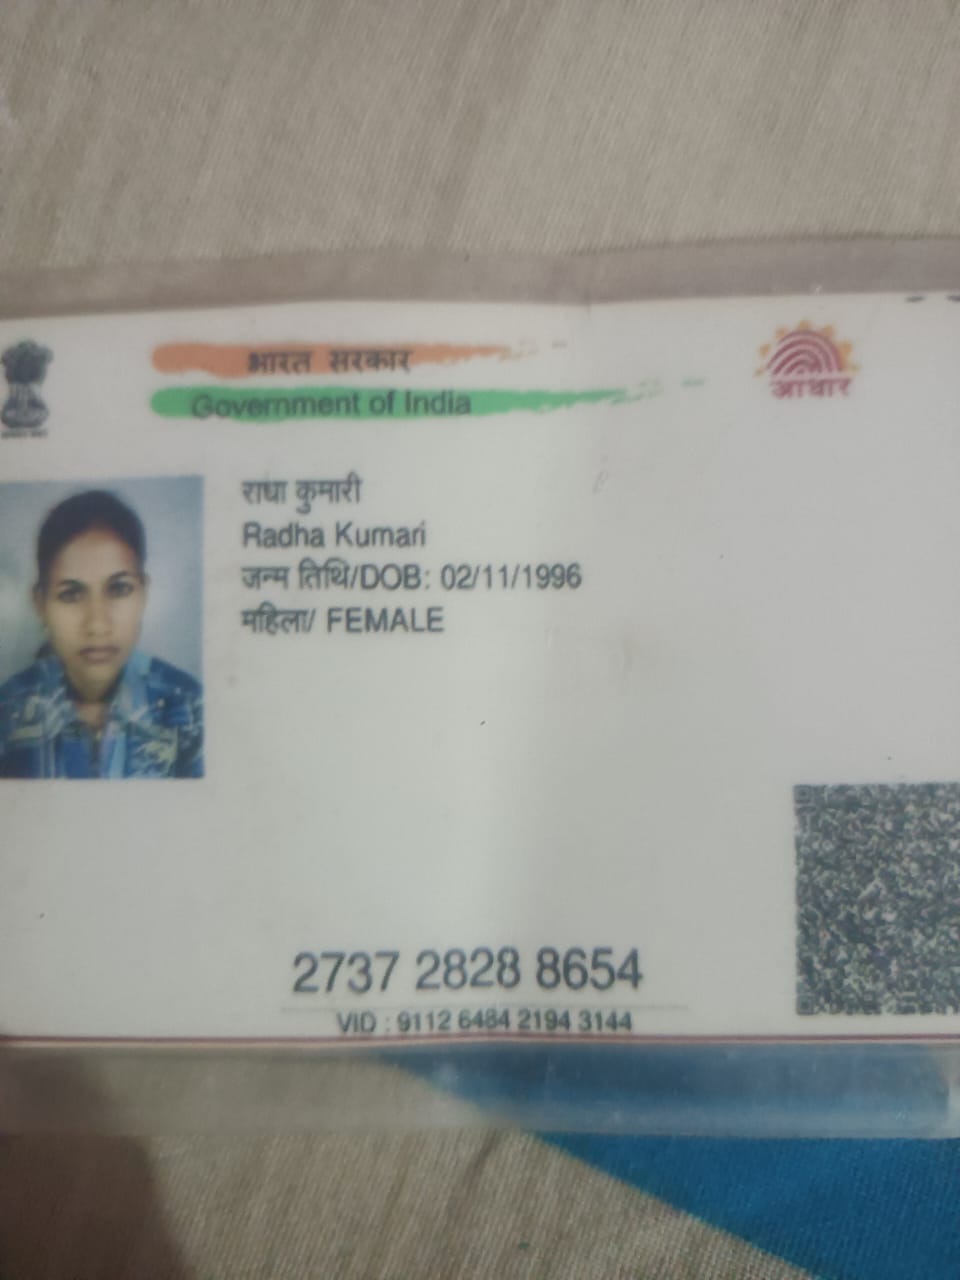 भारत सरकार
Government of India
आधार
राधा कुमारी
Radha Kumari
जन्म तिथि/DOB: 02/11/1996
महिला/ FEMALE
2737 2828 8654
VID : 9112 6484 2194 3144